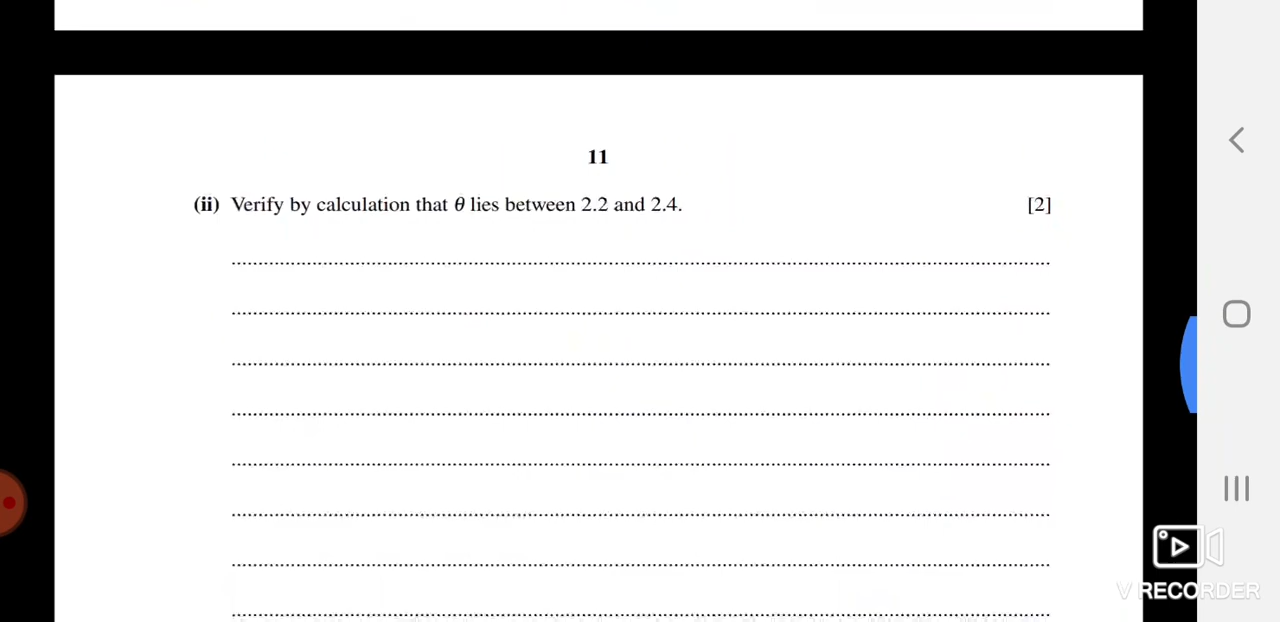 11
(ii) Verify by calculation that θ lies between 2.2 and 2.4. [2]
V RECORDER